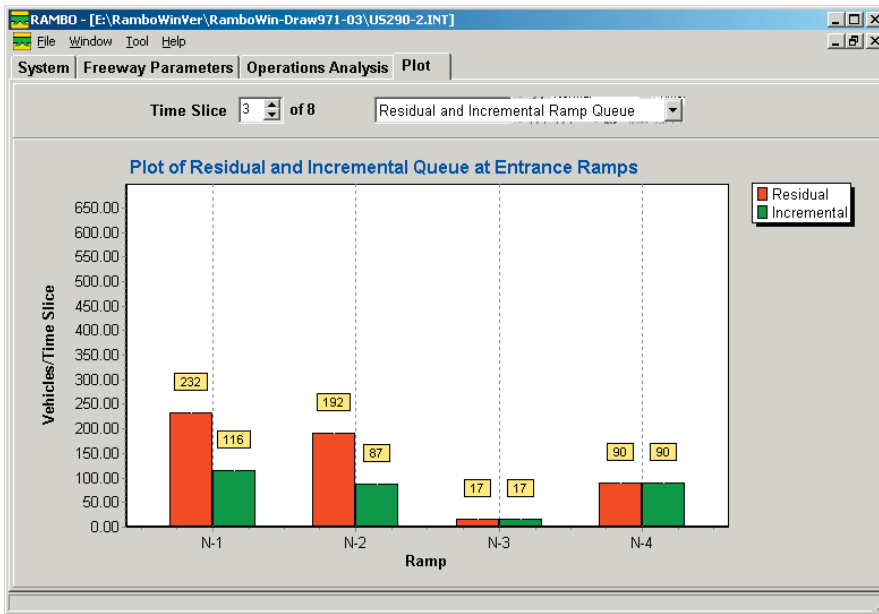 RAMBO - [E:\RamboWinVer\RamboWin-Draw971-03\US290-2.INT]
File Window Tool Help
System Freeway Parameters Operations Analysis Plot
Time Slice 3 of 8 Residual and Incremental Ramp Queue
Plot of Residual and Incremental Queue at Entrance Ramps
Residual
Incremental
Vehicles/Time Slice
650.00
600.00
550.00
500.00
450.00
400.00
350.00
300.00
250.00
200.00
150.00
100.00
50.00
0.00
232
116
192
87
17
17
90
90
N-1 N-2 N-3 N-4
Ramp